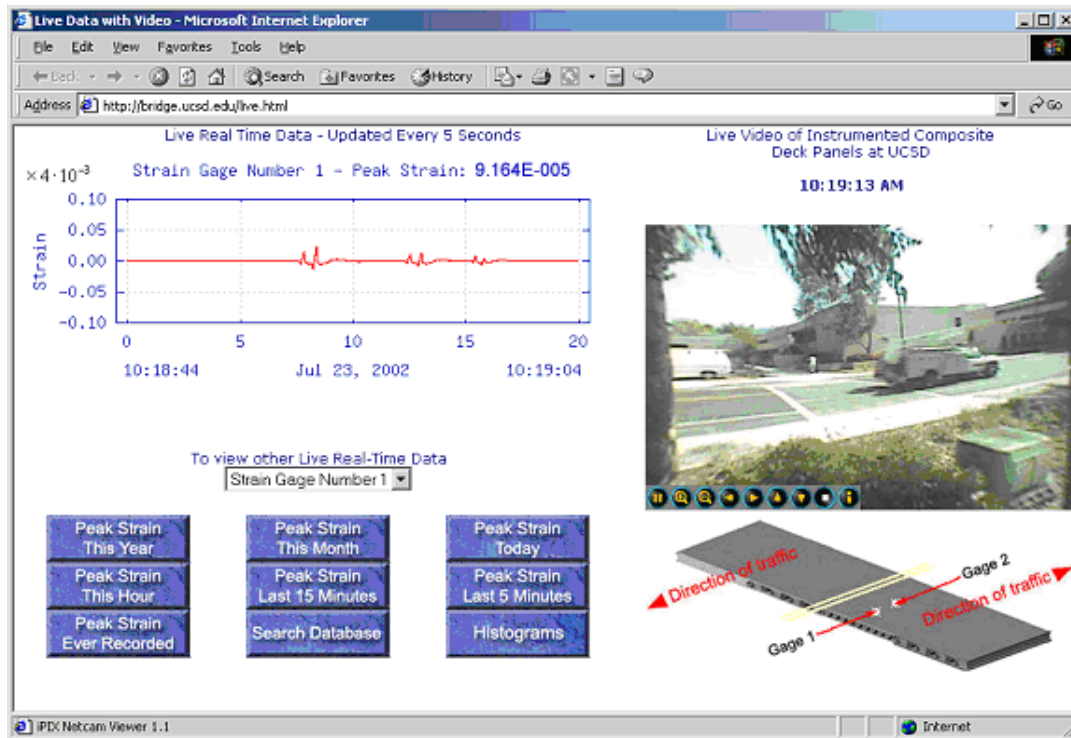 Live Data with Video - Microsoft Internet Explorer
File Edit View Favorites Tools Help
Back Search Favorites History
Address http://bridge.ucsd.edu/live.html Go
Live Real Time Data - Updated Every 5 Seconds
Strain Gage Number 1 - Peak Strain: 9.164E-005
×4·10⁻³
0.10
0.05
0.00
-0.05
-0.10
Strain
0 5 10 15 20
10:18:44 Jul 23, 2002 10:19:04
To view other Live Real-Time Data
Strain Gage Number 1
Peak Strain
This Year
Peak Strain
This Month
Peak Strain
Today
Peak Strain
This Hour
Peak Strain
Last 15 Minutes
Peak Strain
Last 5 Minutes
Peak Strain
Ever Recorded
Search Database
Histograms
Live Video of Instrumented Composite
Deck Panels at UCSD
10:19:13 AM
Direction of traffic
Gage 2
Direction of traffic
Gage 1
iPIX Netcam Viewer 1.1
Internet